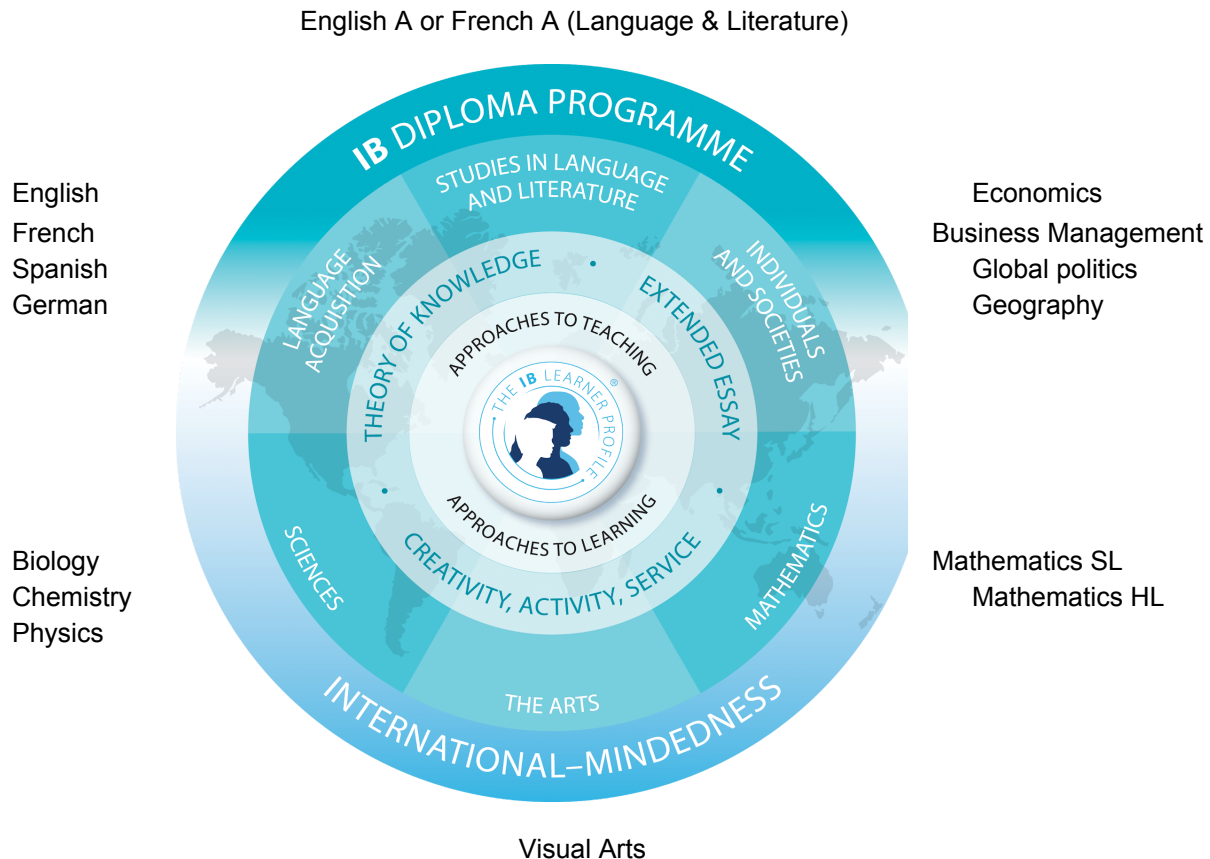 English A or French A (Language & Literature)
IB DIPLOMA PROGRAMME
STUDIES IN LANGUAGE
AND LITERATURE
English
French
Spanish
German
LANGUAGE
ACQUISITION
INDIVIDUALS
AND SOCIETIES
Economics
Business Management
Global politics
Geography
THEORY OF KNOWLEDGE
EXTENDED ESSAY
APPROACHES TO TEACHING
THE IB LEARNER PROFILE
®
APPROACHES TO LEARNING
CREATIVITY, ACTIVITY, SERVICE
Biology
Chemistry
Physics
SCIENCES
MATHEMATICS
Mathematics SL
Mathematics HL
THE ARTS
INTERNATIONAL–MINDEDNESS
Visual Arts